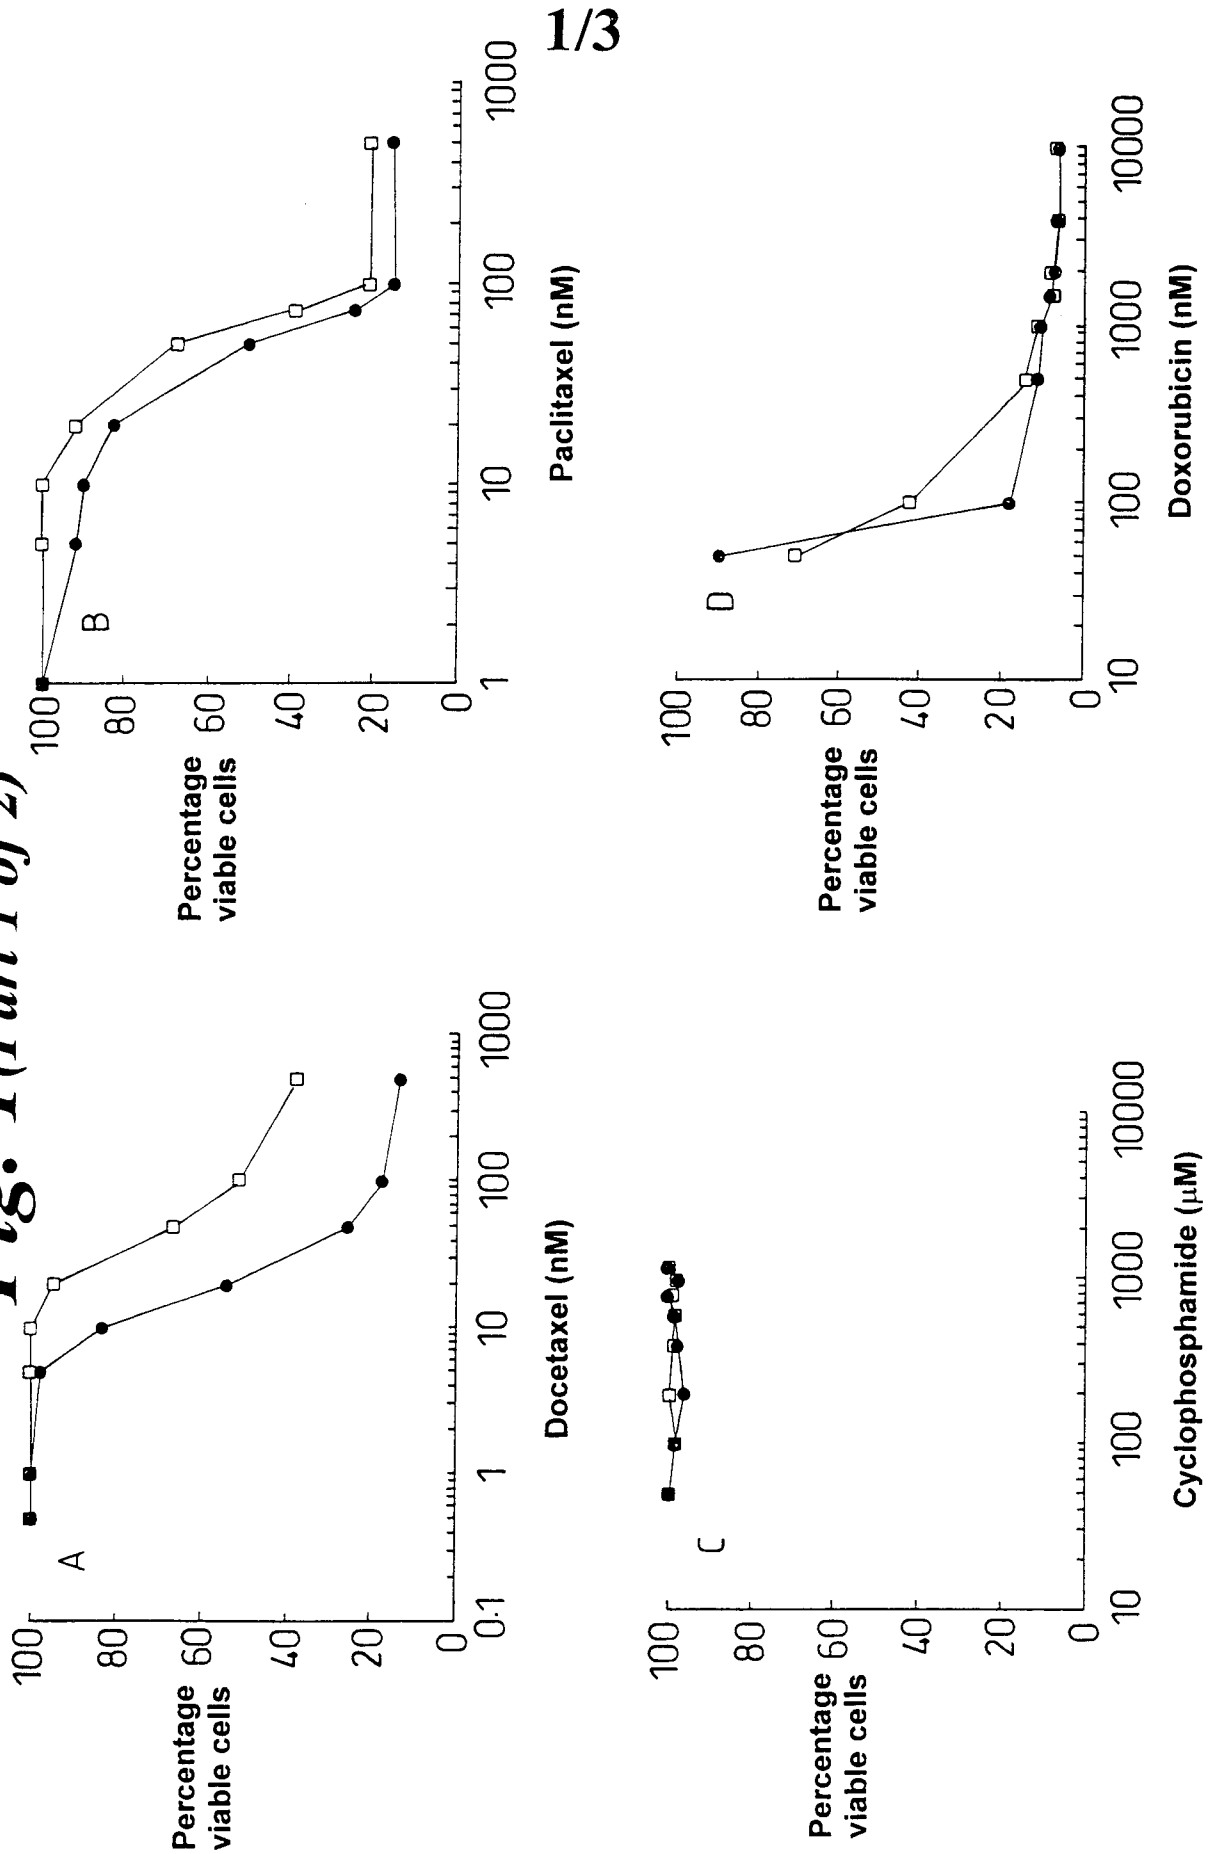 1/3
Fig. 1 (Part 1 of 2)
A
Percentage
viable cells
100
80
60
40
20
0
0.1
1
10
100
1000
Docetaxel (nM)
B
Percentage
viable cells
100
80
60
40
20
0
1
10
100
1000
Paclitaxel (nM)
C
Percentage
viable cells
100
80
60
40
20
0
10
100
1000
10000
Cyclophosphamide (µM)
D
Percentage
viable cells
100
80
60
40
20
0
10
100
1000
10000
Doxorubicin (nM)